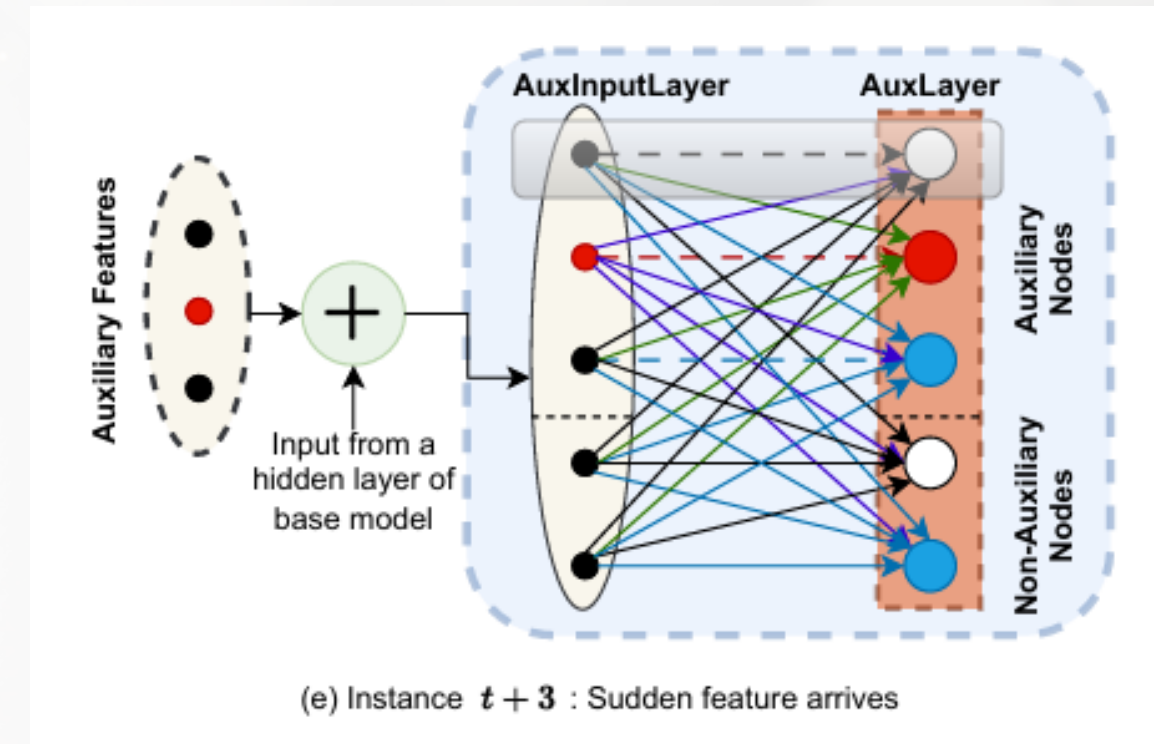 AuxInputLayer
AuxLayer
Auxiliary Features
+
Input from a
hidden layer of
base model
Auxiliary
Nodes
Non-Auxiliary
Nodes
(e) Instance t + 3 : Sudden feature arrives